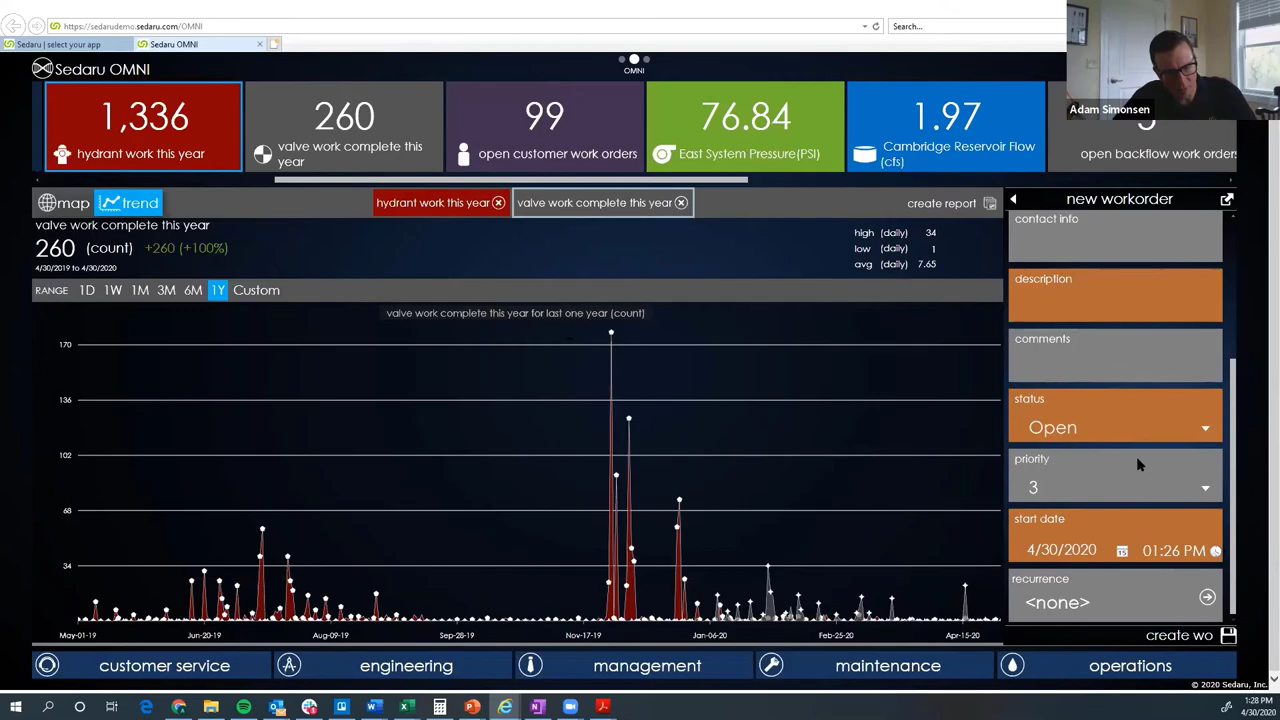 https://sedarudemo.sedaru.com/OMNI
Search...
Sedaru | select your app
Sedaru OMNI
Adam Simonsen
Sedaru OMNI
OMNI
1,336
hydrant work this year
260
valve work complete this
year
99
open customer work orders
76.84
East System Pressure(PSI)
1.97
Cambridge Reservoir Flow
(cfs)
open backflow work orders
map
trend
hydrant work this year
valve work complete this year
create report
new workorder
valve work complete this year
260 (count) +260 (+100%)
4/30/2019 to 4/30/2020
high (daily) 34
low (daily) 1
avg (daily) 7.65
RANGE 1D 1W 1M 3M 6M 1Y Custom
valve work complete this year for last one year (count)
170
136
102
68
34
May-01-19 Jun-20-19 Aug-09-19 Sep-28-19 Nov-17-19 Jan-06-20 Feb-25-20 Apr-15-20
contact info
description
comments
status
Open
priority
3
start date
4/30/2020 15 01:26 PM
recurrence
<none>
create wo
customer service
engineering
management
maintenance
operations
© 2020 Sedaru, Inc.
1:28 PM
4/30/2020